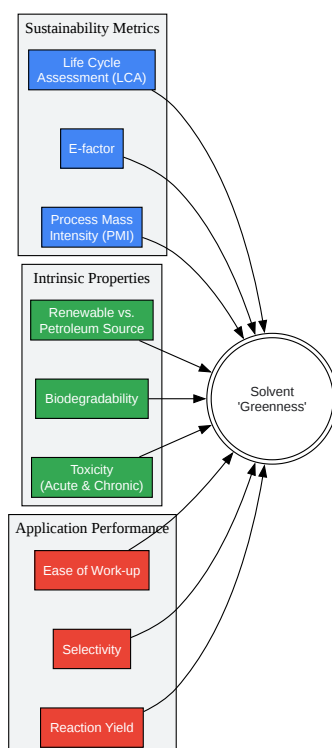 Sustainability Metrics
Life Cycle
Assessment (LCA)
E-factor
Process Mass
Intensity (PMI)
Intrinsic Properties
Renewable vs.
Petroleum Source
Biodegradability
Toxicity
(Acute & Chronic)
Solvent
'Greenness'
Application Performance
Ease of Work-up
Selectivity
Reaction Yield